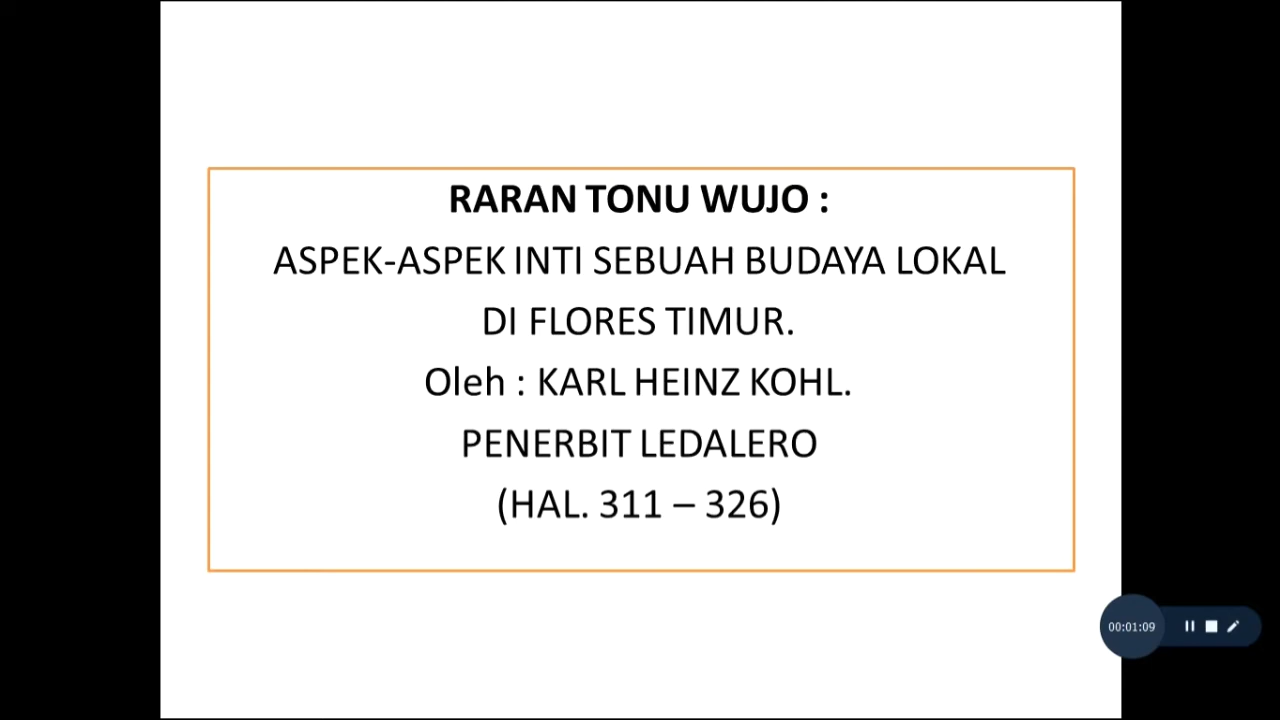 RARAN TONU WUJO :
ASPEK-ASPEK INTI SEBUAH BUDAYA LOKAL
DI FLORES TIMUR.
Oleh : KARL HEINZ KOHL.
PENERBIT LEDALERO
(HAL. 311 – 326)
00:01:09